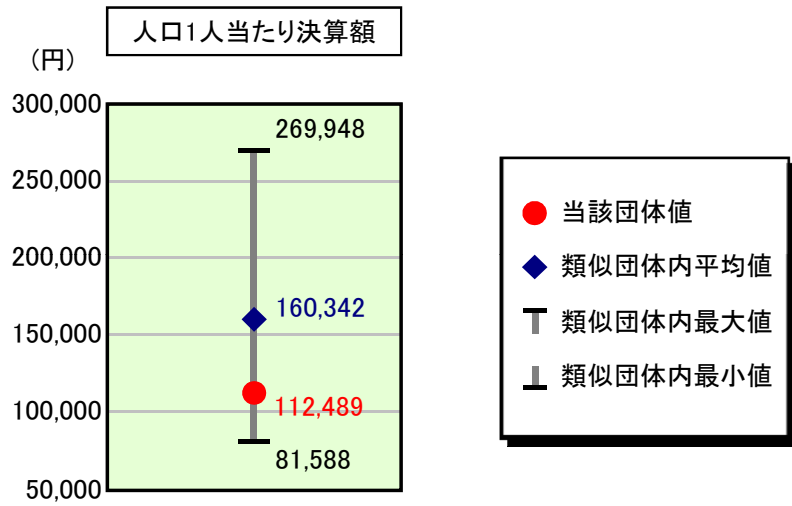 人口1人当たり決算額
（円）
300,000
250,000
200,000
150,000
100,000
50,000
269,948
160,342
112,489
81,588
当該団体値
類似団体内平均値
類似団体内最大値
類似団体内最小値